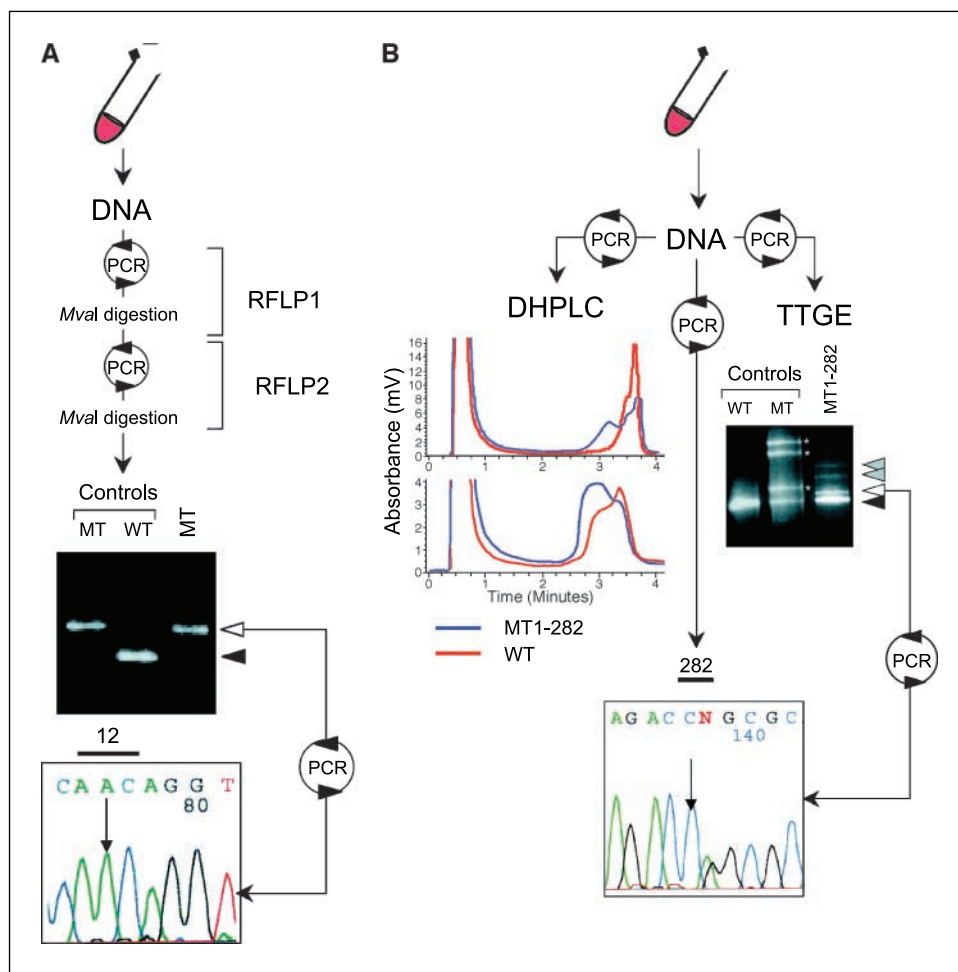 A
DNA
PCR
MvaI digestion
RFLP1
PCR
MvaI digestion
RFLP2
Controls
MT WT MT
12
CAACAGGT
80
PCR
B
PCR DNA PCR
DHPLC PCR TTGE
Absorbance (mV)
16
14
12
10
8
6
4
2
0
0 1 2 3 4
4
3
2
1
0
0 1 2 3 4
Time (Minutes)
MT1-282
WT
Controls
WT MT MT1-282
* 
*
*
PCR
282
AGACCNGCGC
140